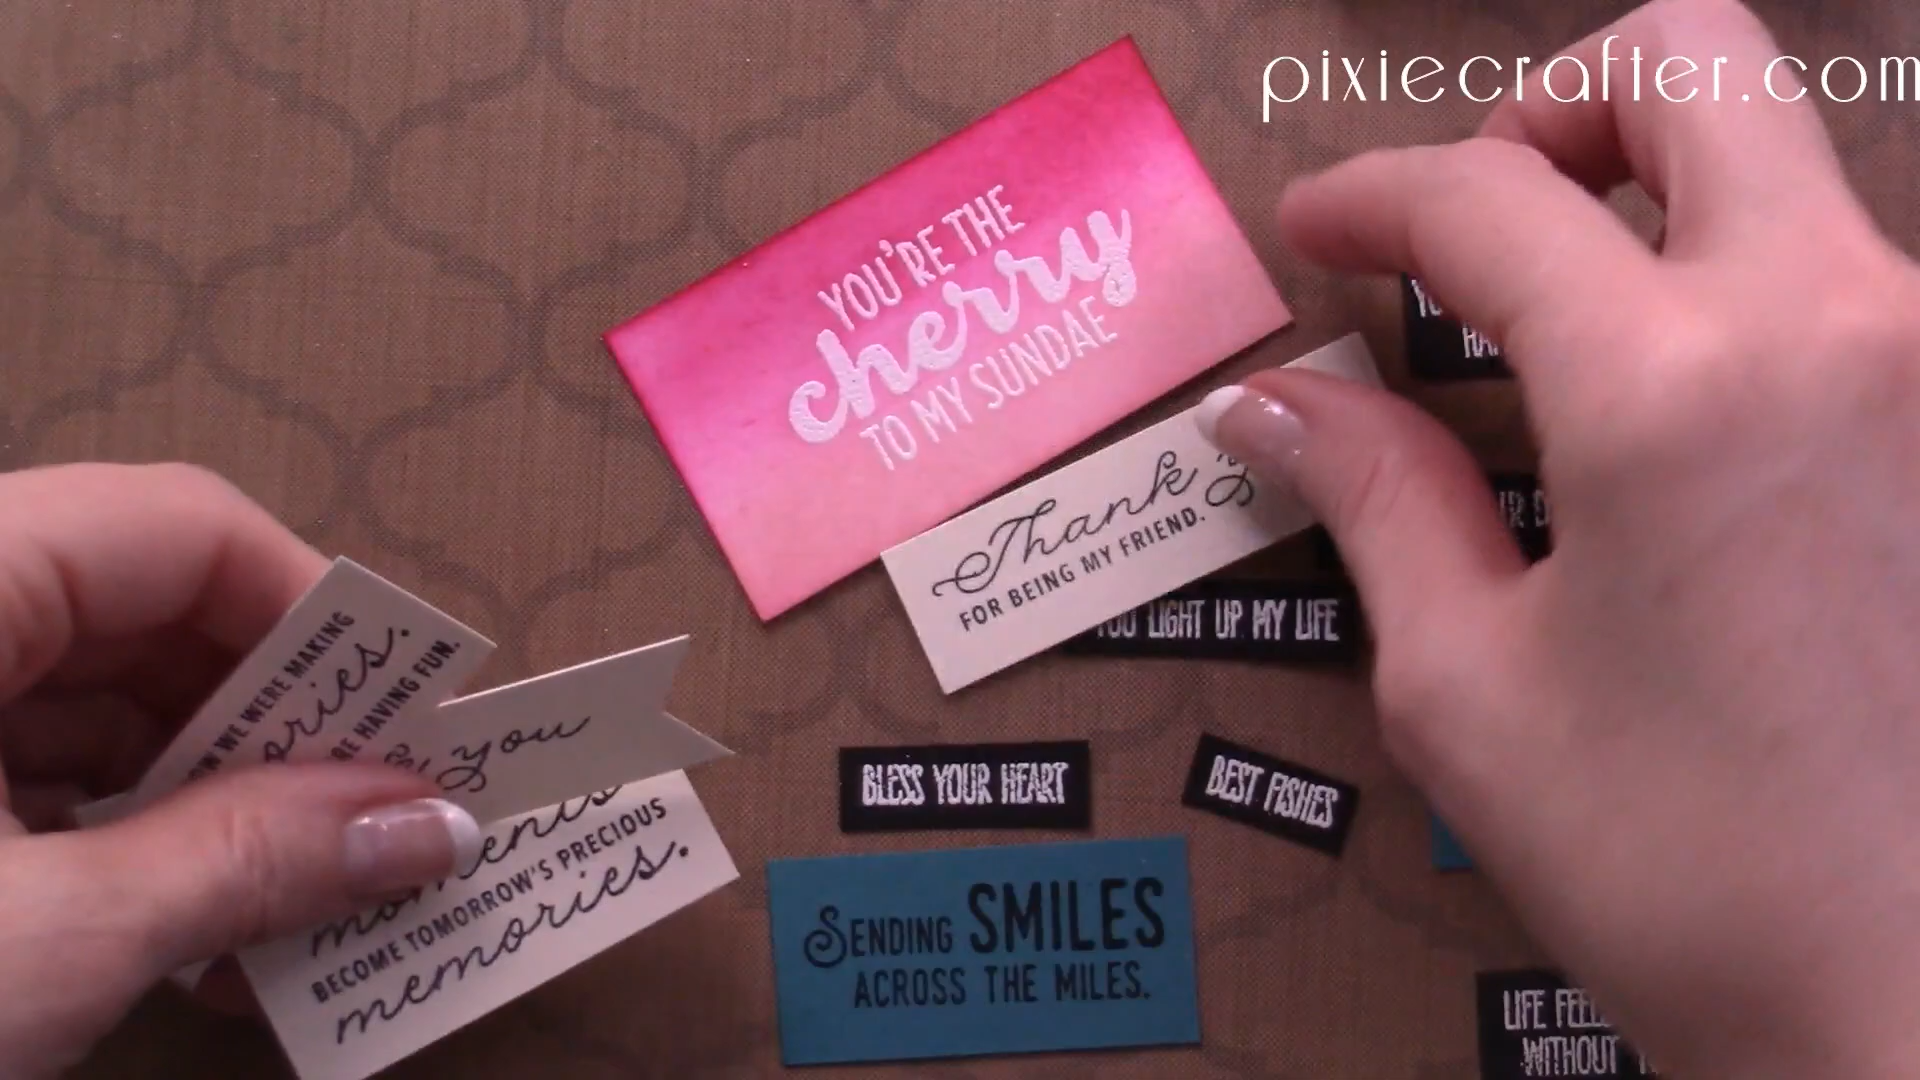 pixiecrafter.com
YOU'RE THE
cherry
TO MY SUNDAE
Thank
FOR BEING MY FRIEND.
LIGHT UP MY LIFE
WE WERE MAKING
HAVING FUN.
you
BECOME TOMORROW'S PRECIOUS
memories.
BLESS YOUR HEART
BEST FISHES
SENDING SMILES
ACROSS THE MILES.
LIFE
WITHOUT